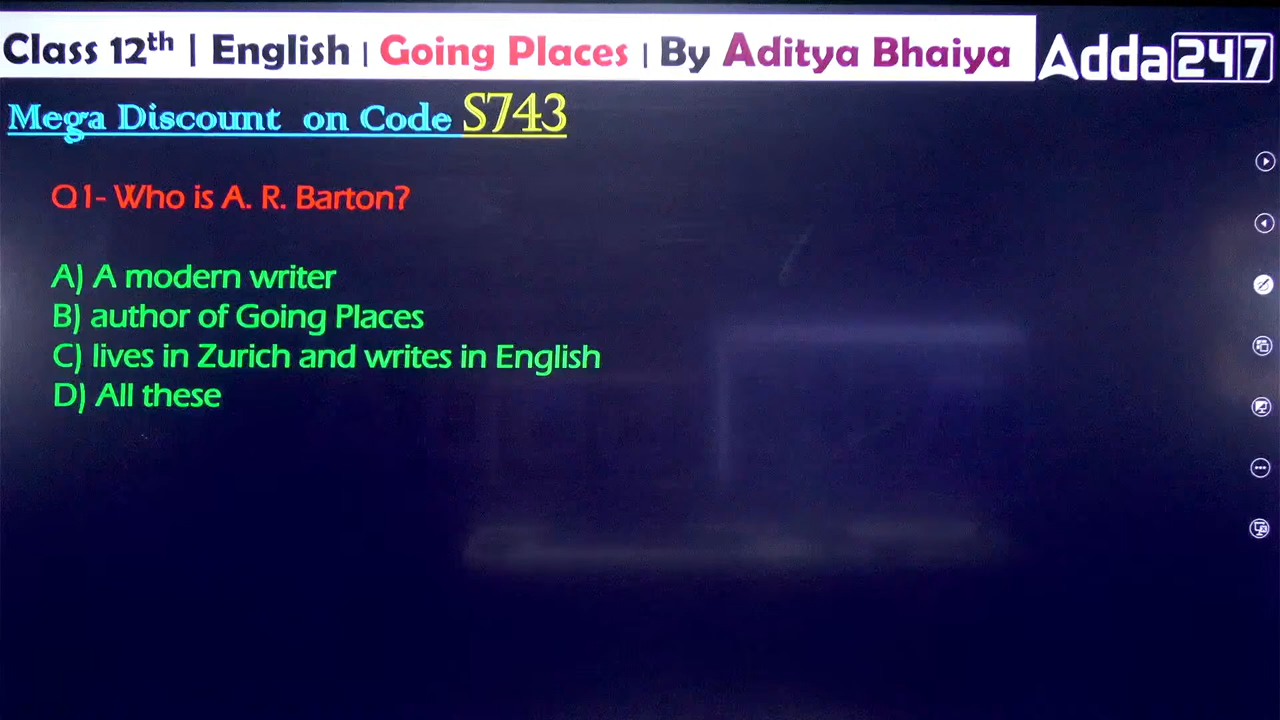 Class 12th | English | Going Places | By Aditya Bhaiya
Adda247
Mega Discount on Code S743
Q1- Who is A. R. Barton?
A) A modern writer
B) author of Going Places
C) lives in Zurich and writes in English
D) All these